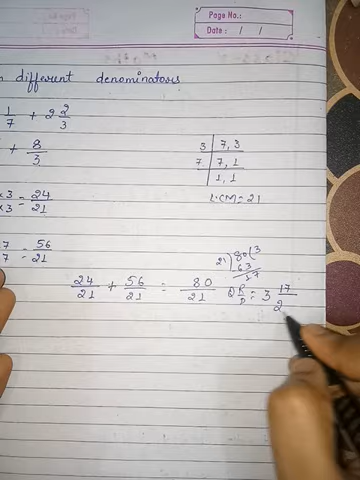 Page No.:
Date: / /
different denominators
1/7 + 2 2/3
+ 8/3
3 | 7, 3
7 | 7, 1
1, 1
L.CM = 21
×3/×3 = 24/21
7/7 = 56/21
21)80(3
63
17
24/21 + 56/21 = 80/21 Q R/D = 3 17/2